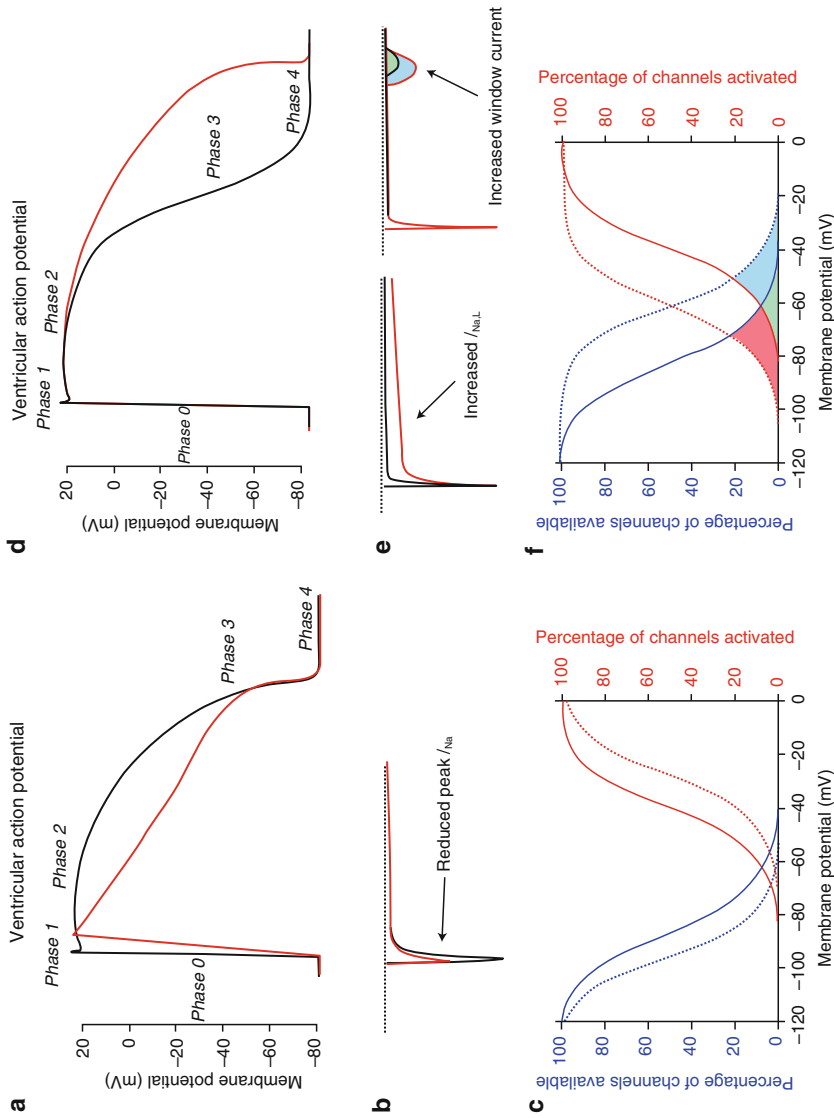 a
Ventricular action potential
Phase 1
Phase 2
Phase 0
Phase 3
Phase 4
20
0
−20
−40
−60
−80
Membrane potential (mV)
b
Reduced peak INa
c
Percentage of channels available
100
80
60
40
20
0
Percentage of channels activated
100
80
60
40
20
0
−120
−100
−80
−60
−40
−20
0
Membrane potential (mV)
d
Ventricular action potential
Phase 1
Phase 2
Phase 0
Phase 3
Phase 4
20
0
−20
−40
−60
−80
Membrane potential (mV)
e
Increased INa,L
Increased window current
f
Percentage of channels available
100
80
60
40
20
0
Percentage of channels activated
100
80
60
40
20
0
−120
−100
−80
−60
−40
−20
0
Membrane potential (mV)